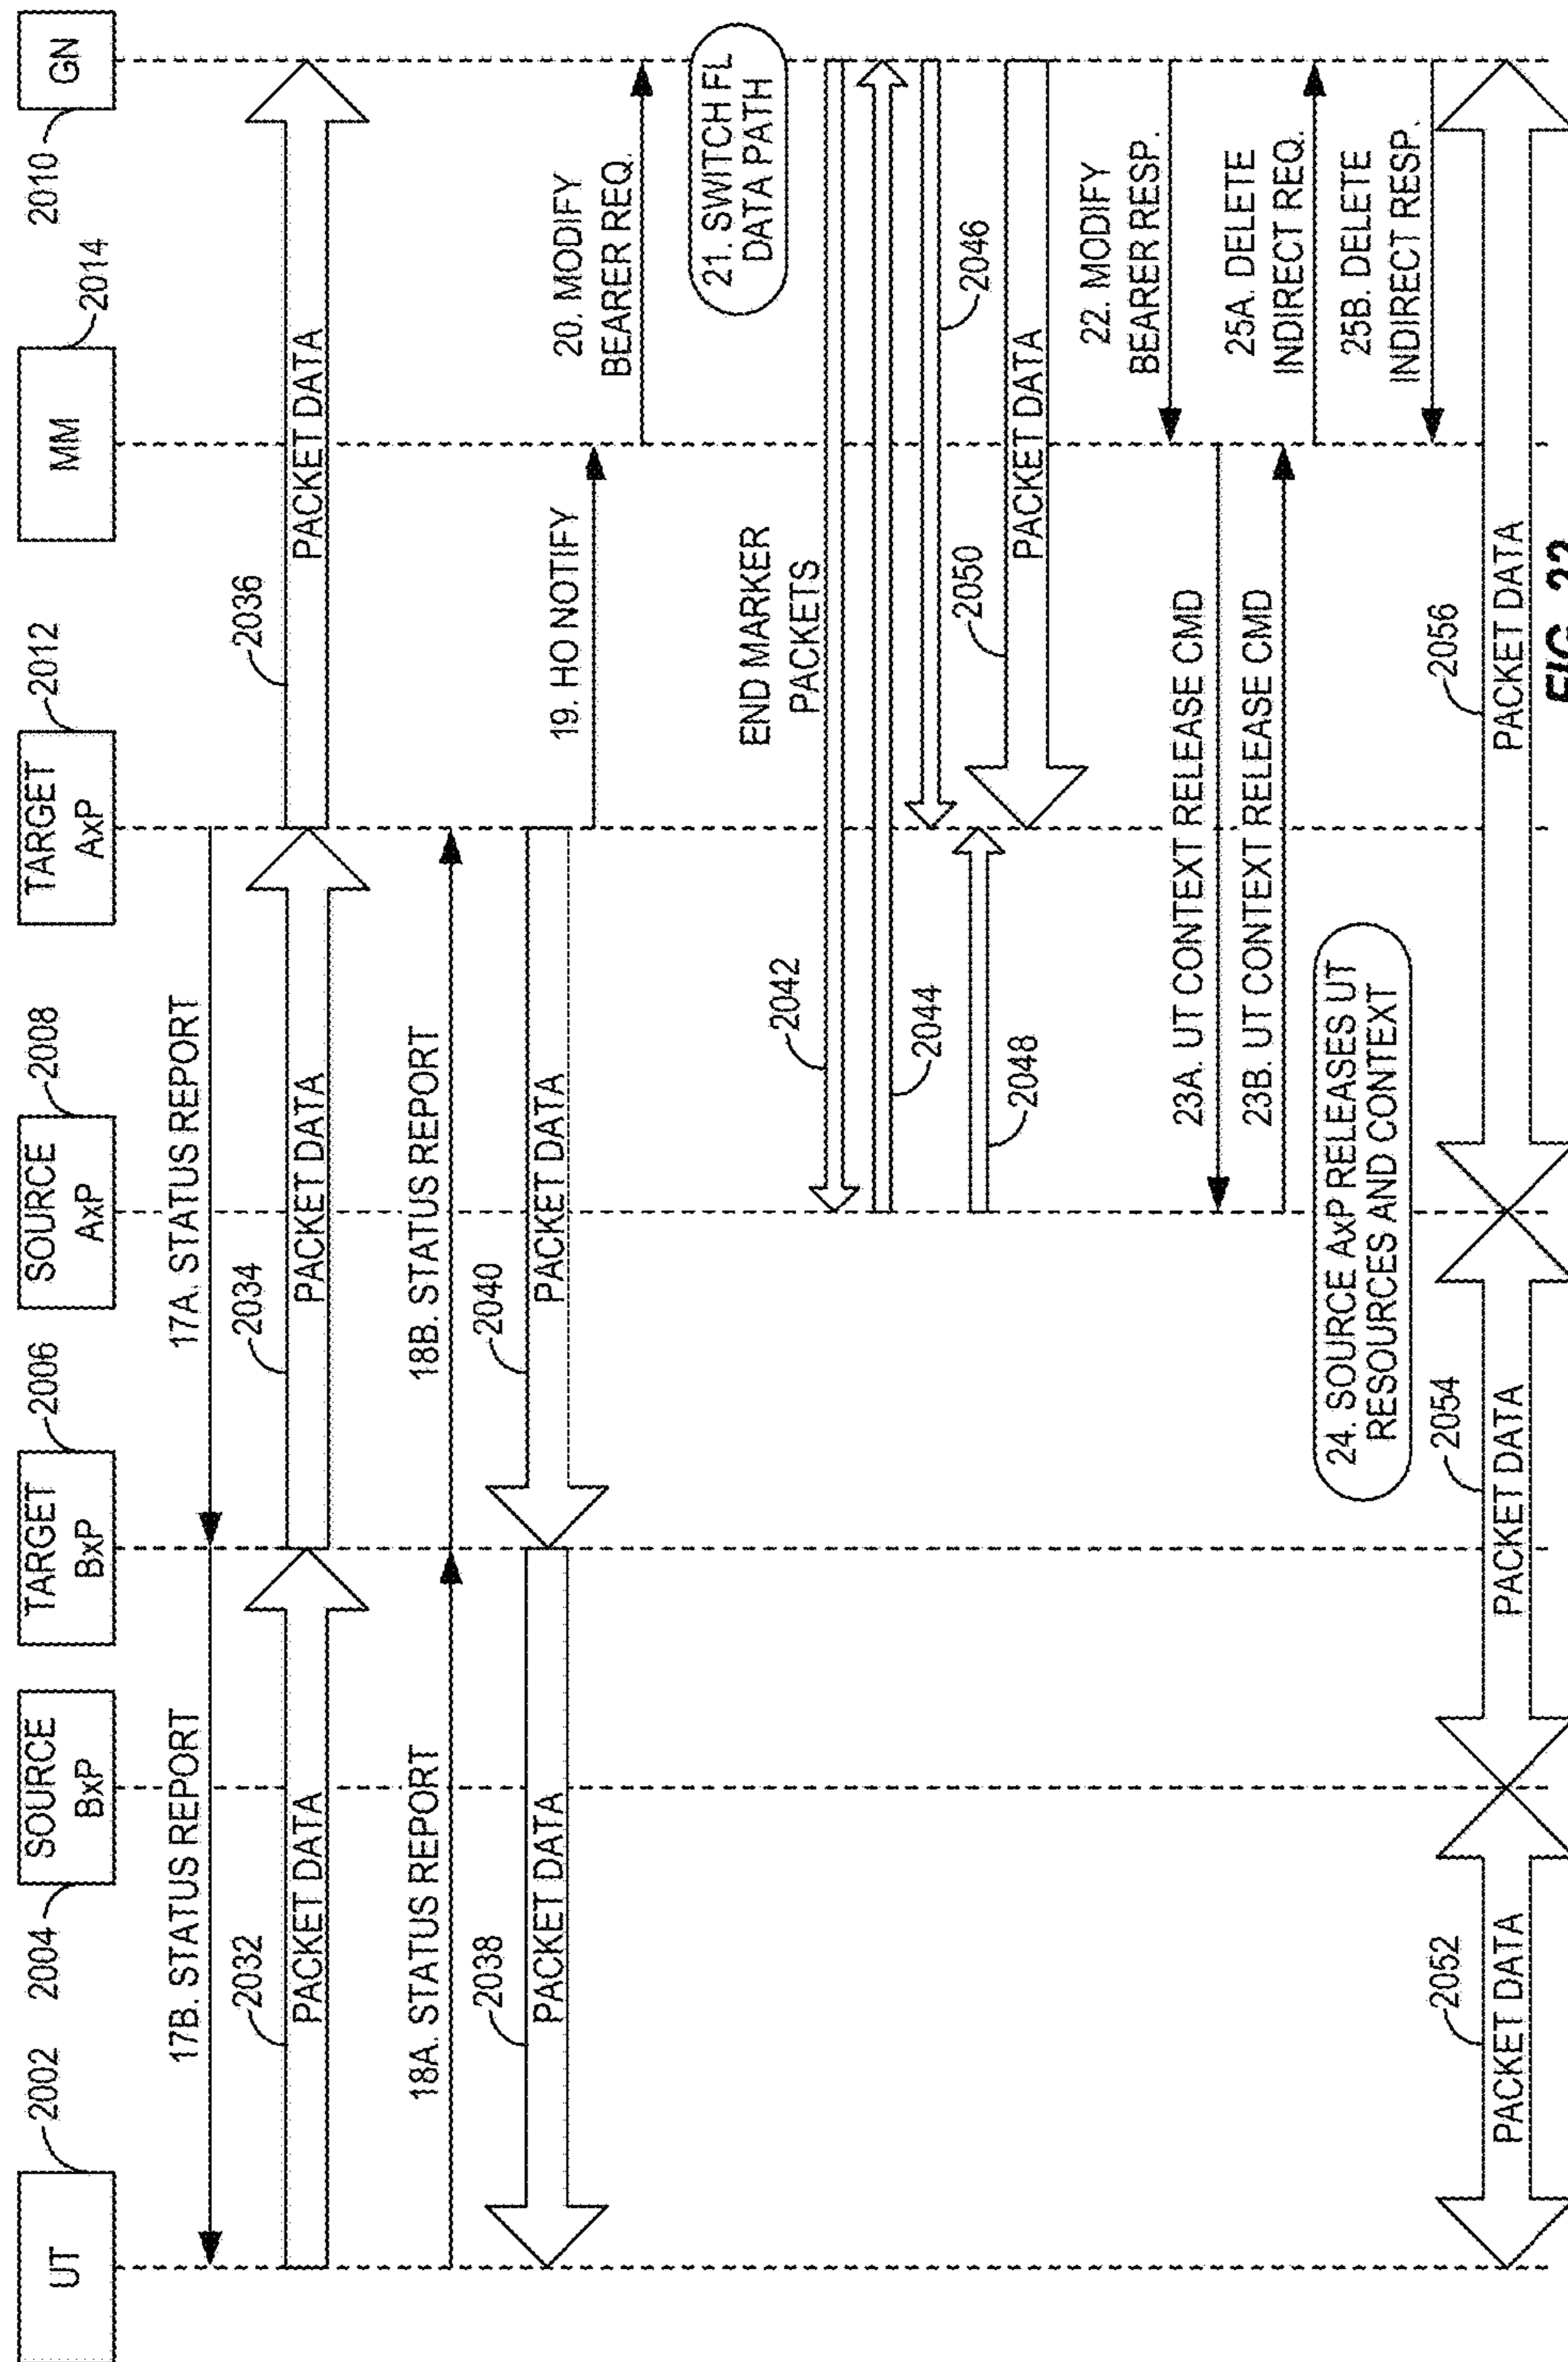 UT
2002
SOURCE
BxP
2004
TARGET
BxP
2006
SOURCE
AxP
2008
TARGET
AxP
2012
MM
2014
GN
2010
17B. STATUS REPORT
17A. STATUS REPORT
2032
PACKET DATA
2034
PACKET DATA
2036
PACKET DATA
18A. STATUS REPORT
18B. STATUS REPORT
2038
PACKET DATA
2040
PACKET DATA
19. HO NOTIFY
20. MODIFY
BEARER REQ.
21. SWITCH FL
DATA PATH
END MARKER
PACKETS
2042
2044
2046
2048
2050
PACKET DATA
22. MODIFY
BEARER RESP.
23A. UT CONTEXT RELEASE CMD
23B. UT CONTEXT RELEASE CMD
25A. DELETE
INDIRECT REQ.
24. SOURCE AxP RELEASES UT
RESOURCES AND CONTEXT
25B. DELETE
INDIRECT RESP.
2052
PACKET DATA
2054
PACKET DATA
2056
PACKET DATA
FIG.